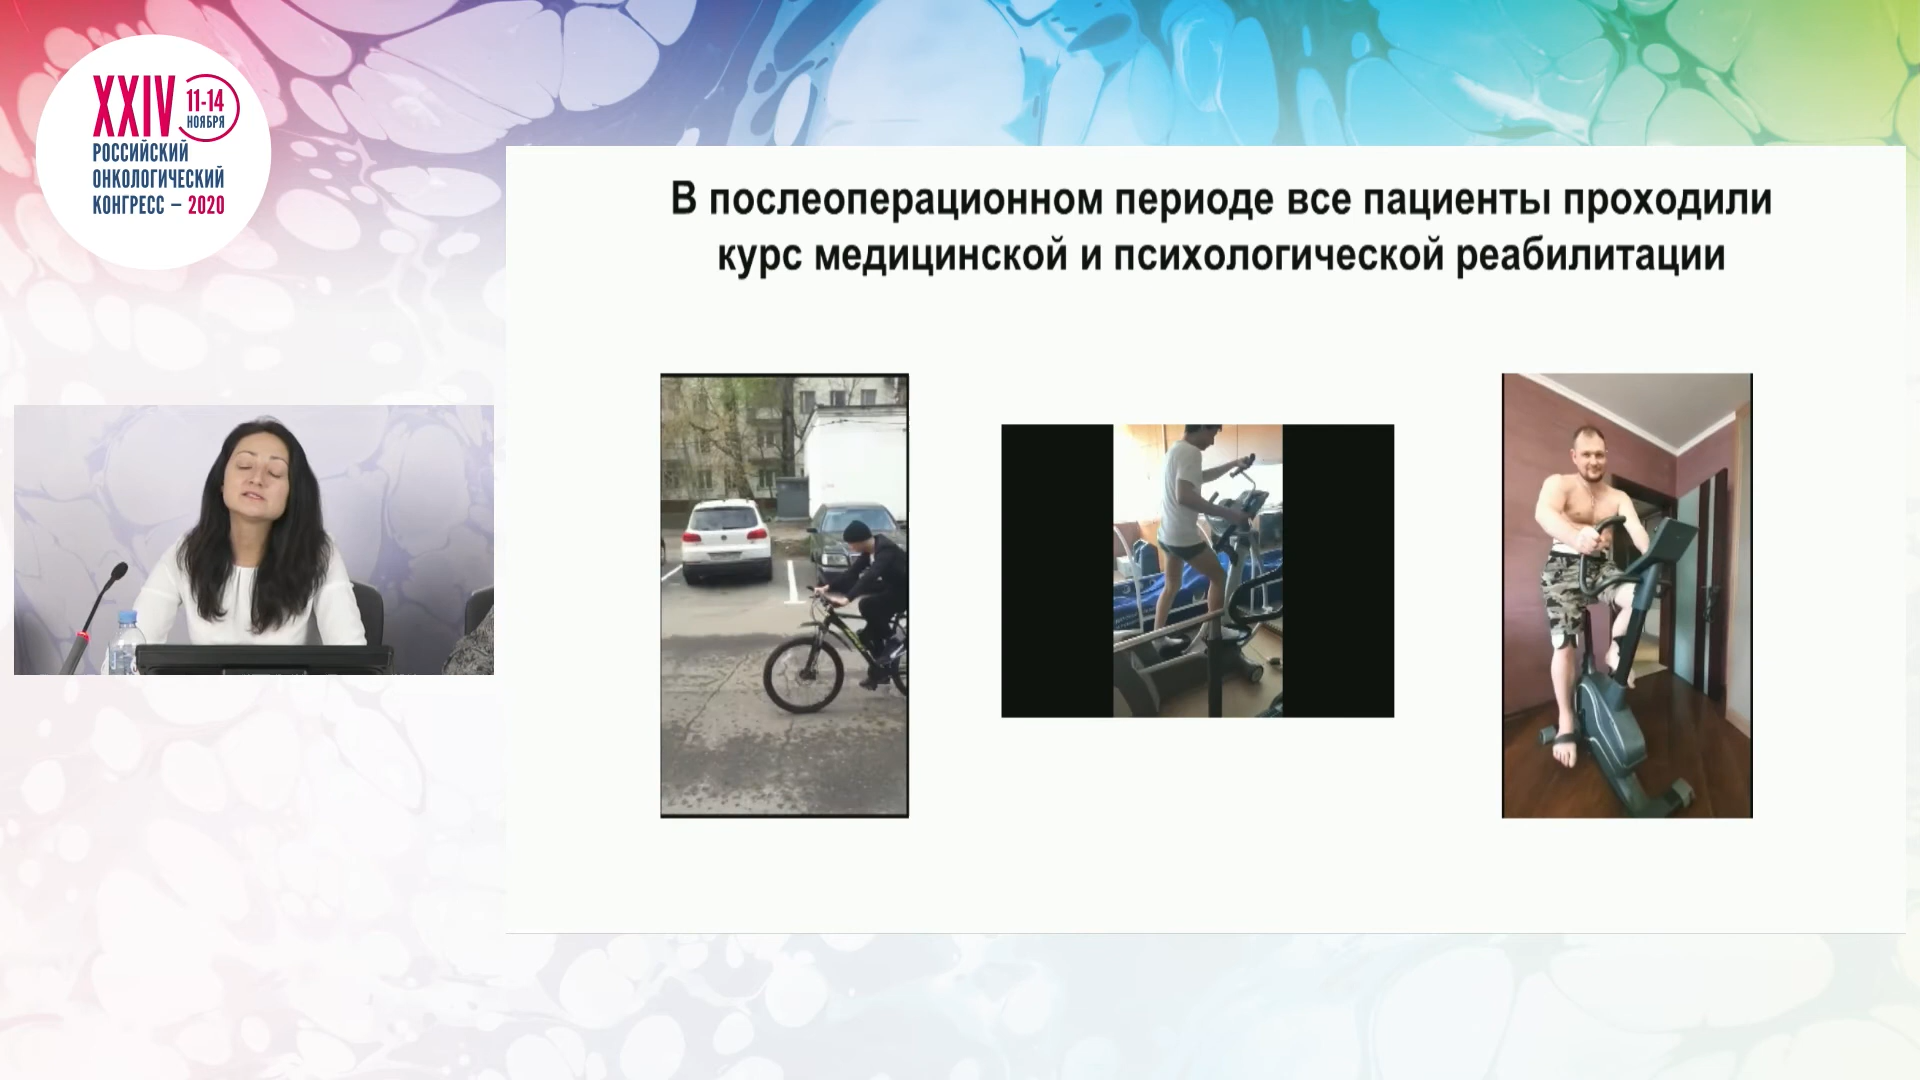 XXIV
11-14
НОЯБРЯ
РОССИЙСКИЙ
ОНКОЛОГИЧЕСКИЙ
КОНГРЕСС – 2020
В послеоперационном периоде все пациенты проходили
курс медицинской и психологической реабилитации